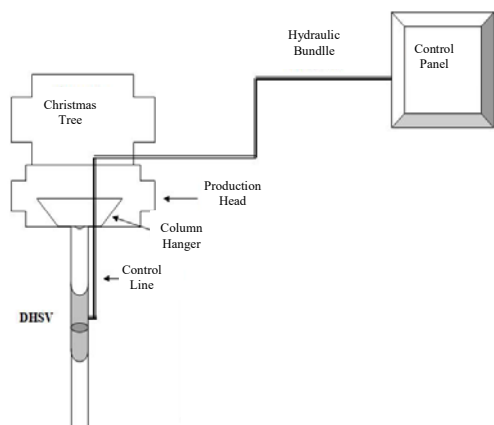 Hydraulic
Bundlle
Control
Panel
Christmas
Tree
Production
Head
Column
Hanger
Control
Line
DHSV